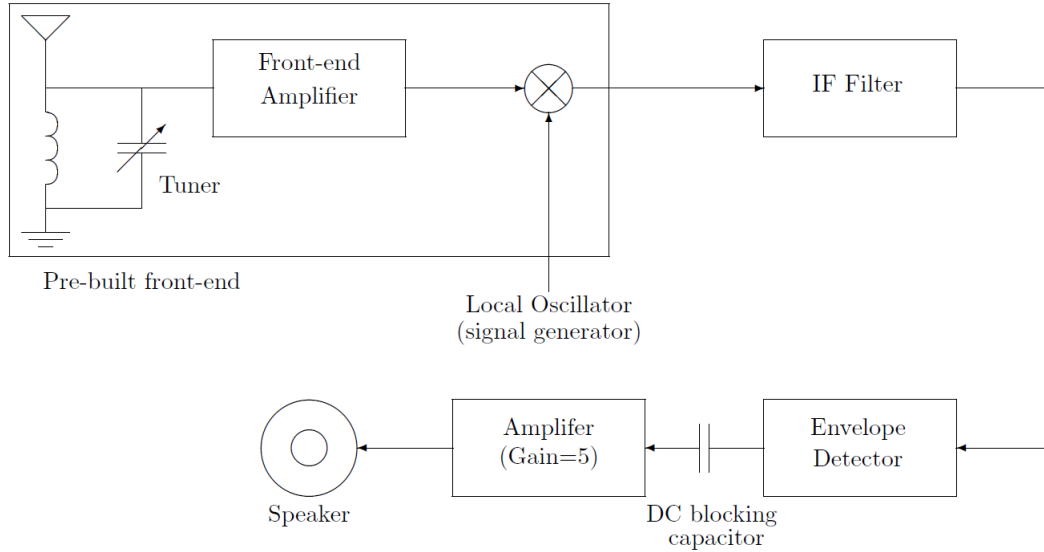 Front-end
Amplifier
IF Filter
Tuner
Pre-built front-end
Local Oscillator
(signal generator)
Amplifer
(Gain=5)
Envelope
Detector
Speaker
DC blocking
capacitor